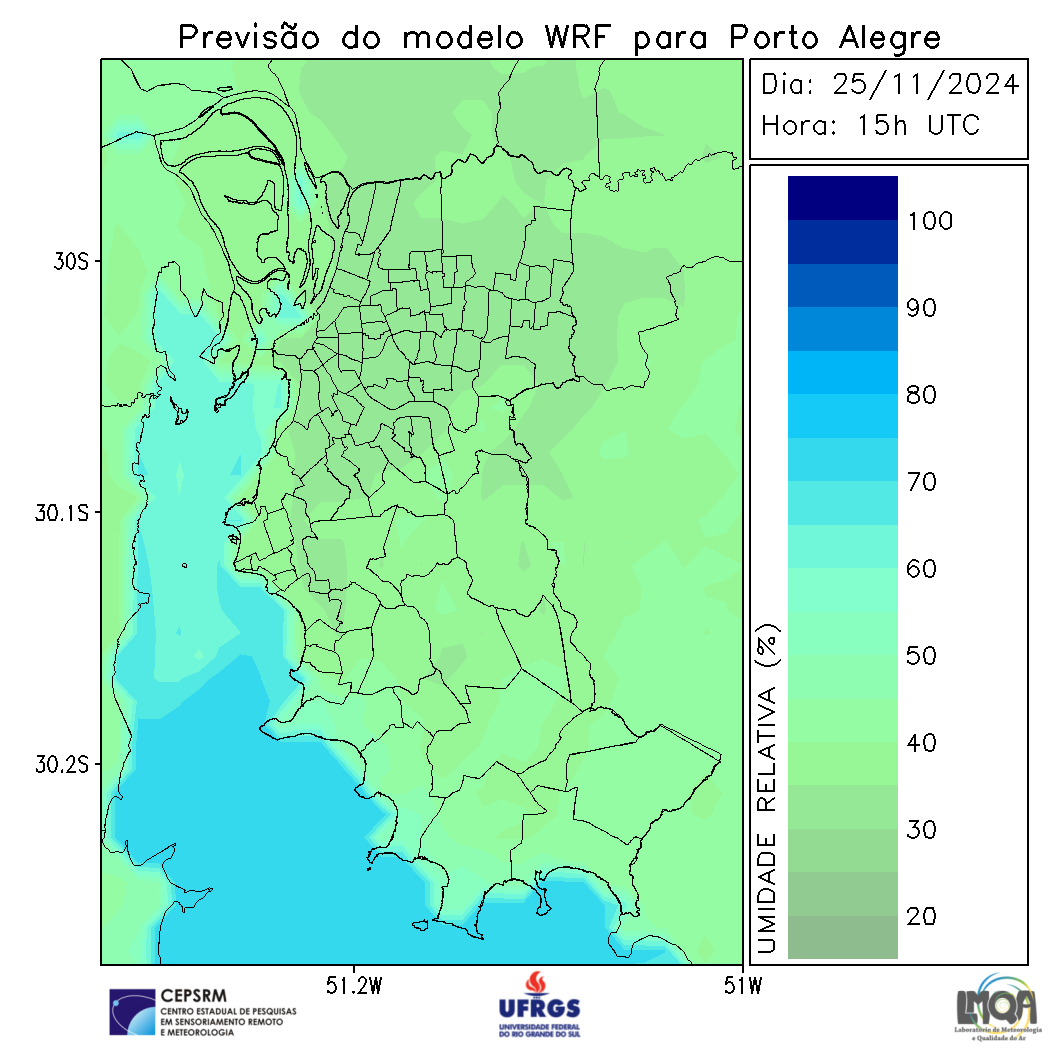 Previsão do modelo WRF para Porto Alegre
Dia: 25/11/2024
Hora: 15h UTC
100
90
80
70
60
50
40
30
20
UMIDADE RELATIVA (%)
30S
30.1S
30.2S
51.2W
51W
CEPSRM
CENTRO ESTADUAL DE PESQUISAS
EM SENSORIAMENTO REMOTO
E METEOROLOGIA
UFRGS
UNIVERSIDADE FEDERAL
DO RIO GRANDE DO SUL
LMQA
Laboratório de Meteorologia
e Qualidade do Ar